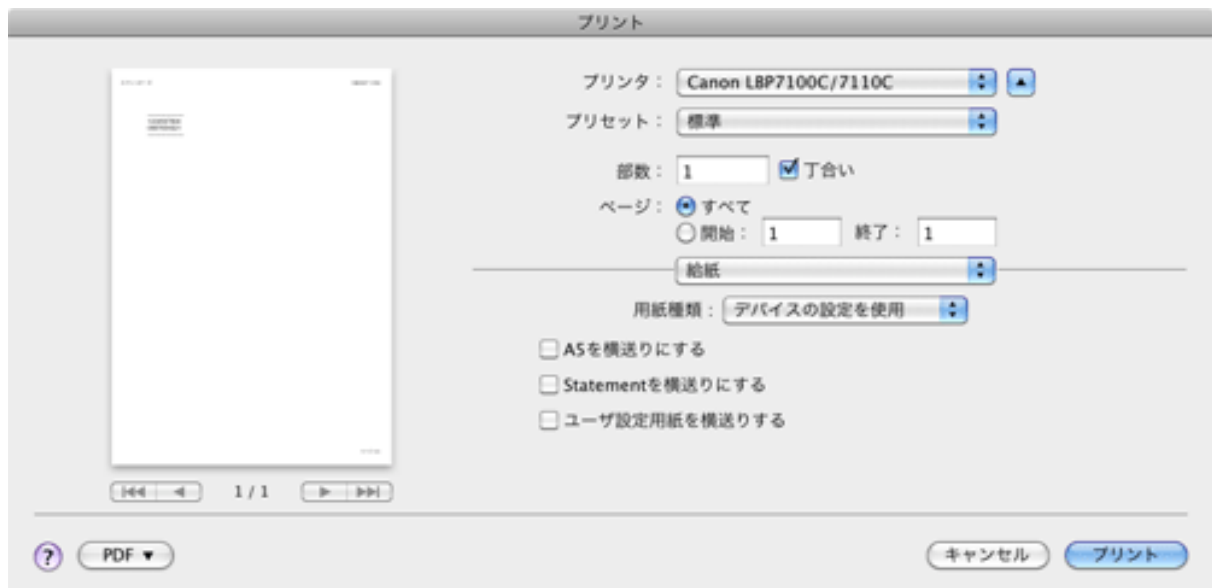 プリント
プリンタ： Canon LBP7100C/7110C
プリセット： 標準
部数： 1 丁合い
ページ： すべて
開始： 1 終了： 1
給紙
用紙種類： デバイスの設定を使用
A5を横送りにする
Statementを横送りにする
ユーザ設定用紙を横送りする
1 / 1
? PDF ▼ キャンセル プリント